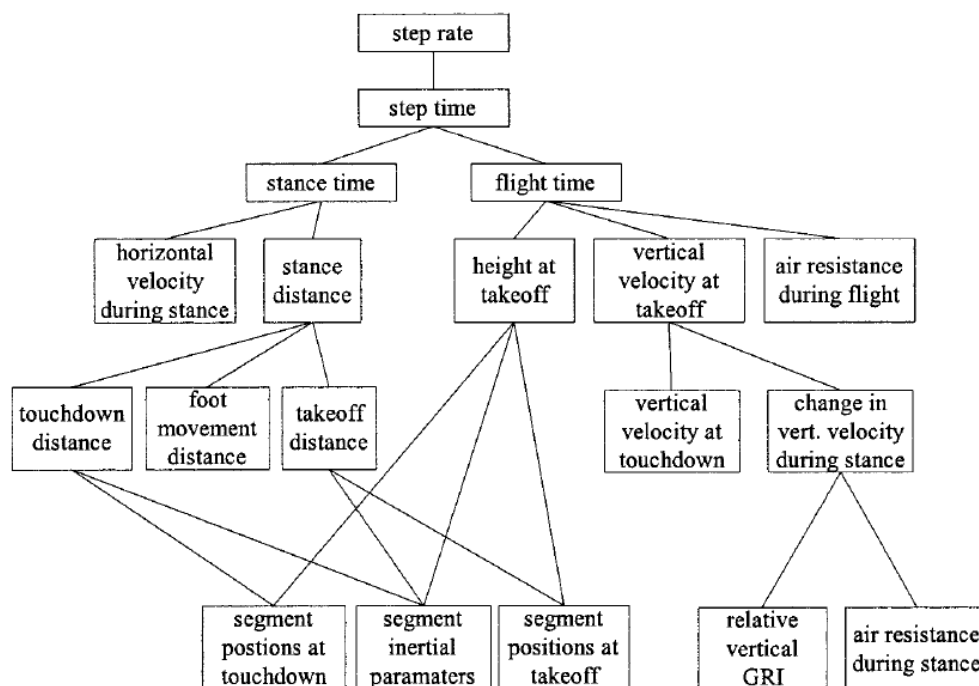 step rate
step time
stance time
flight time
horizontal
velocity
during stance
stance
distance
height at
takeoff
vertical
velocity at
takeoff
air resistance
during flight
touchdown
distance
foot
movement
distance
takeoff
distance
vertical
velocity at
touchdown
change in
vert. velocity
during stance
segment
postions at
touchdown
segment
inertial
paramaters
segment
positions at
takeoff
relative
vertical
GRI
air resistance
during stance